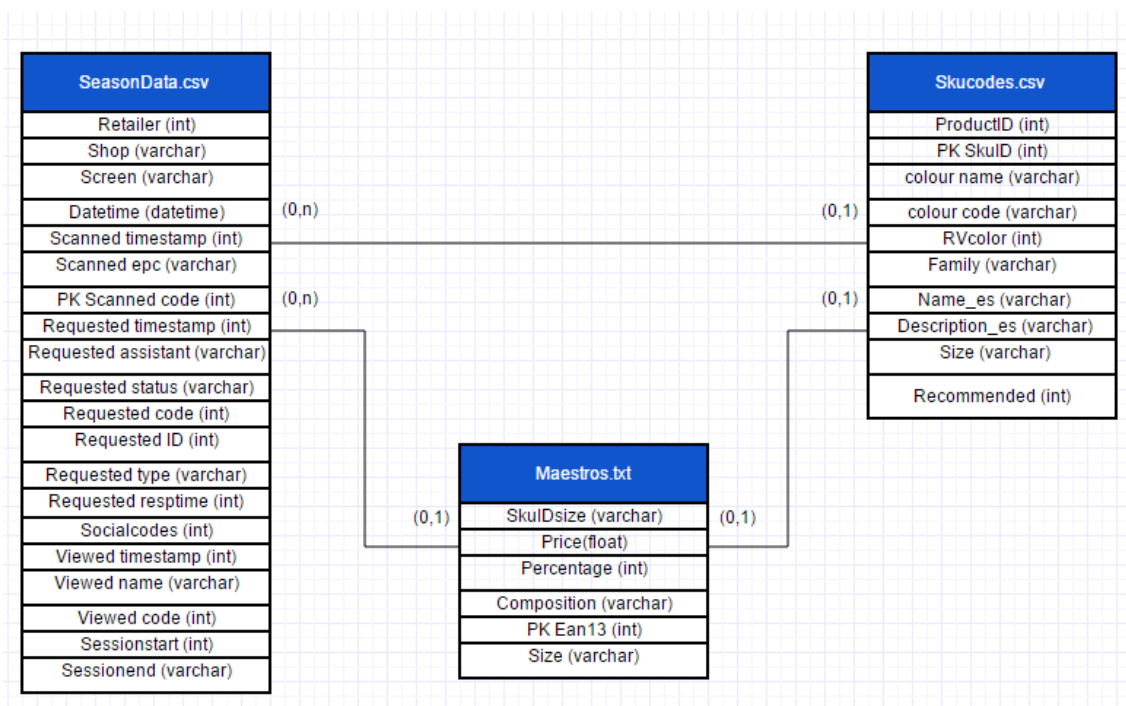 SeasonData.csv
Retailer (int)
Shop (varchar)
Screen (varchar)
Datetime (datetime)
Scanned timestamp (int)
Scanned epc (varchar)
PK Scanned code (int)
Requested timestamp (int)
Requested assistant (varchar)
Requested status (varchar)
Requested code (int)
Requested ID (int)
Requested type (varchar)
Requested resptime (int)
Socialcodes (int)
Viewed timestamp (int)
Viewed name (varchar)
Viewed code (int)
Sessionstart (int)
Sessionend (varchar)
(0,n)
(0,n)
(0,1)
(0,1)
Maestros.txt
SkuIDsize (varchar)
Price(float)
Percentage (int)
Composition (varchar)
PK Ean13 (int)
Size (varchar)
(0,1)
(0,1)
Skucodes.csv
ProductID (int)
PK SkuID (int)
colour name (varchar)
colour code (varchar)
RVcolor (int)
Family (varchar)
Name_es (varchar)
Description_es (varchar)
Size (varchar)
Recommended (int)